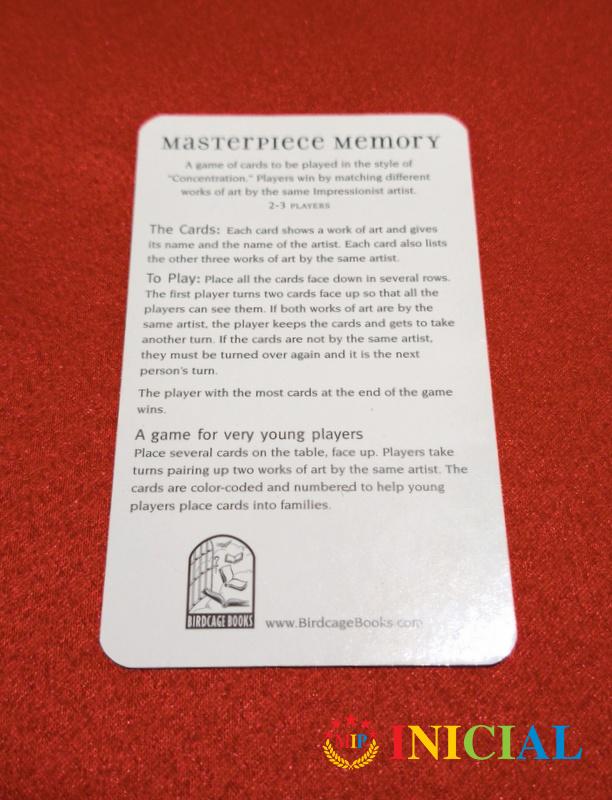 Masterpiece Memory
A game of cards to be played in the style of
"Concentration." Players win by matching different
works of art by the same Impressionist artist.
2-3 PLAYERS
The Cards: Each card shows a work of art and gives
its name and the name of the artist. Each card also lists
the other three works of art by the same artist.
To Play: Place all the cards face down in several rows.
The first player turns two cards face up so that all the
players can see them. If both works of art are by the
same artist, the player keeps the cards and gets to take
another turn. If the cards are not by the same artist,
they must be turned over again and it is the next
person's turn.
The player with the most cards at the end of the game
wins.
A game for very young players
Place several cards on the table, face up. Players take
turns pairing up two works of art by the same artist. The
cards are color-coded and numbered to help young
players place cards into families.
BIRDCAGE BOOKS
www.BirdcageBooks.com
MIP INICIAL